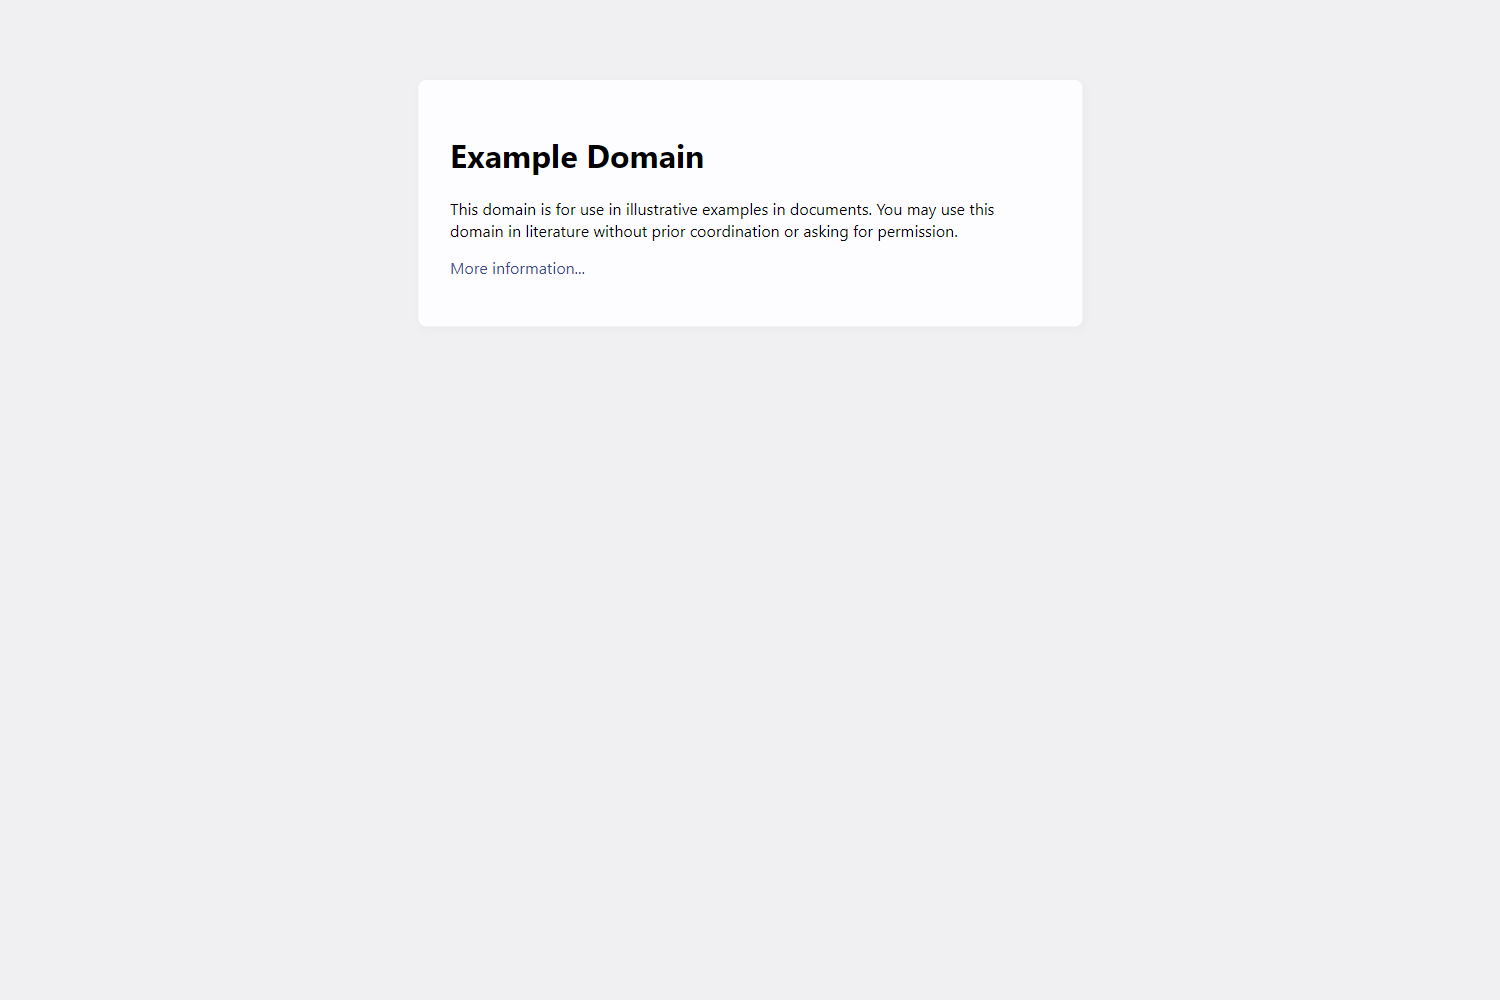 Example Domain
This domain is for use in illustrative examples in documents. You may use this
domain in literature without prior coordination or asking for permission.
More information...